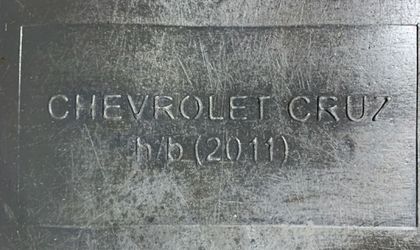 CHEVROLET CRUZ
h/b (2011)